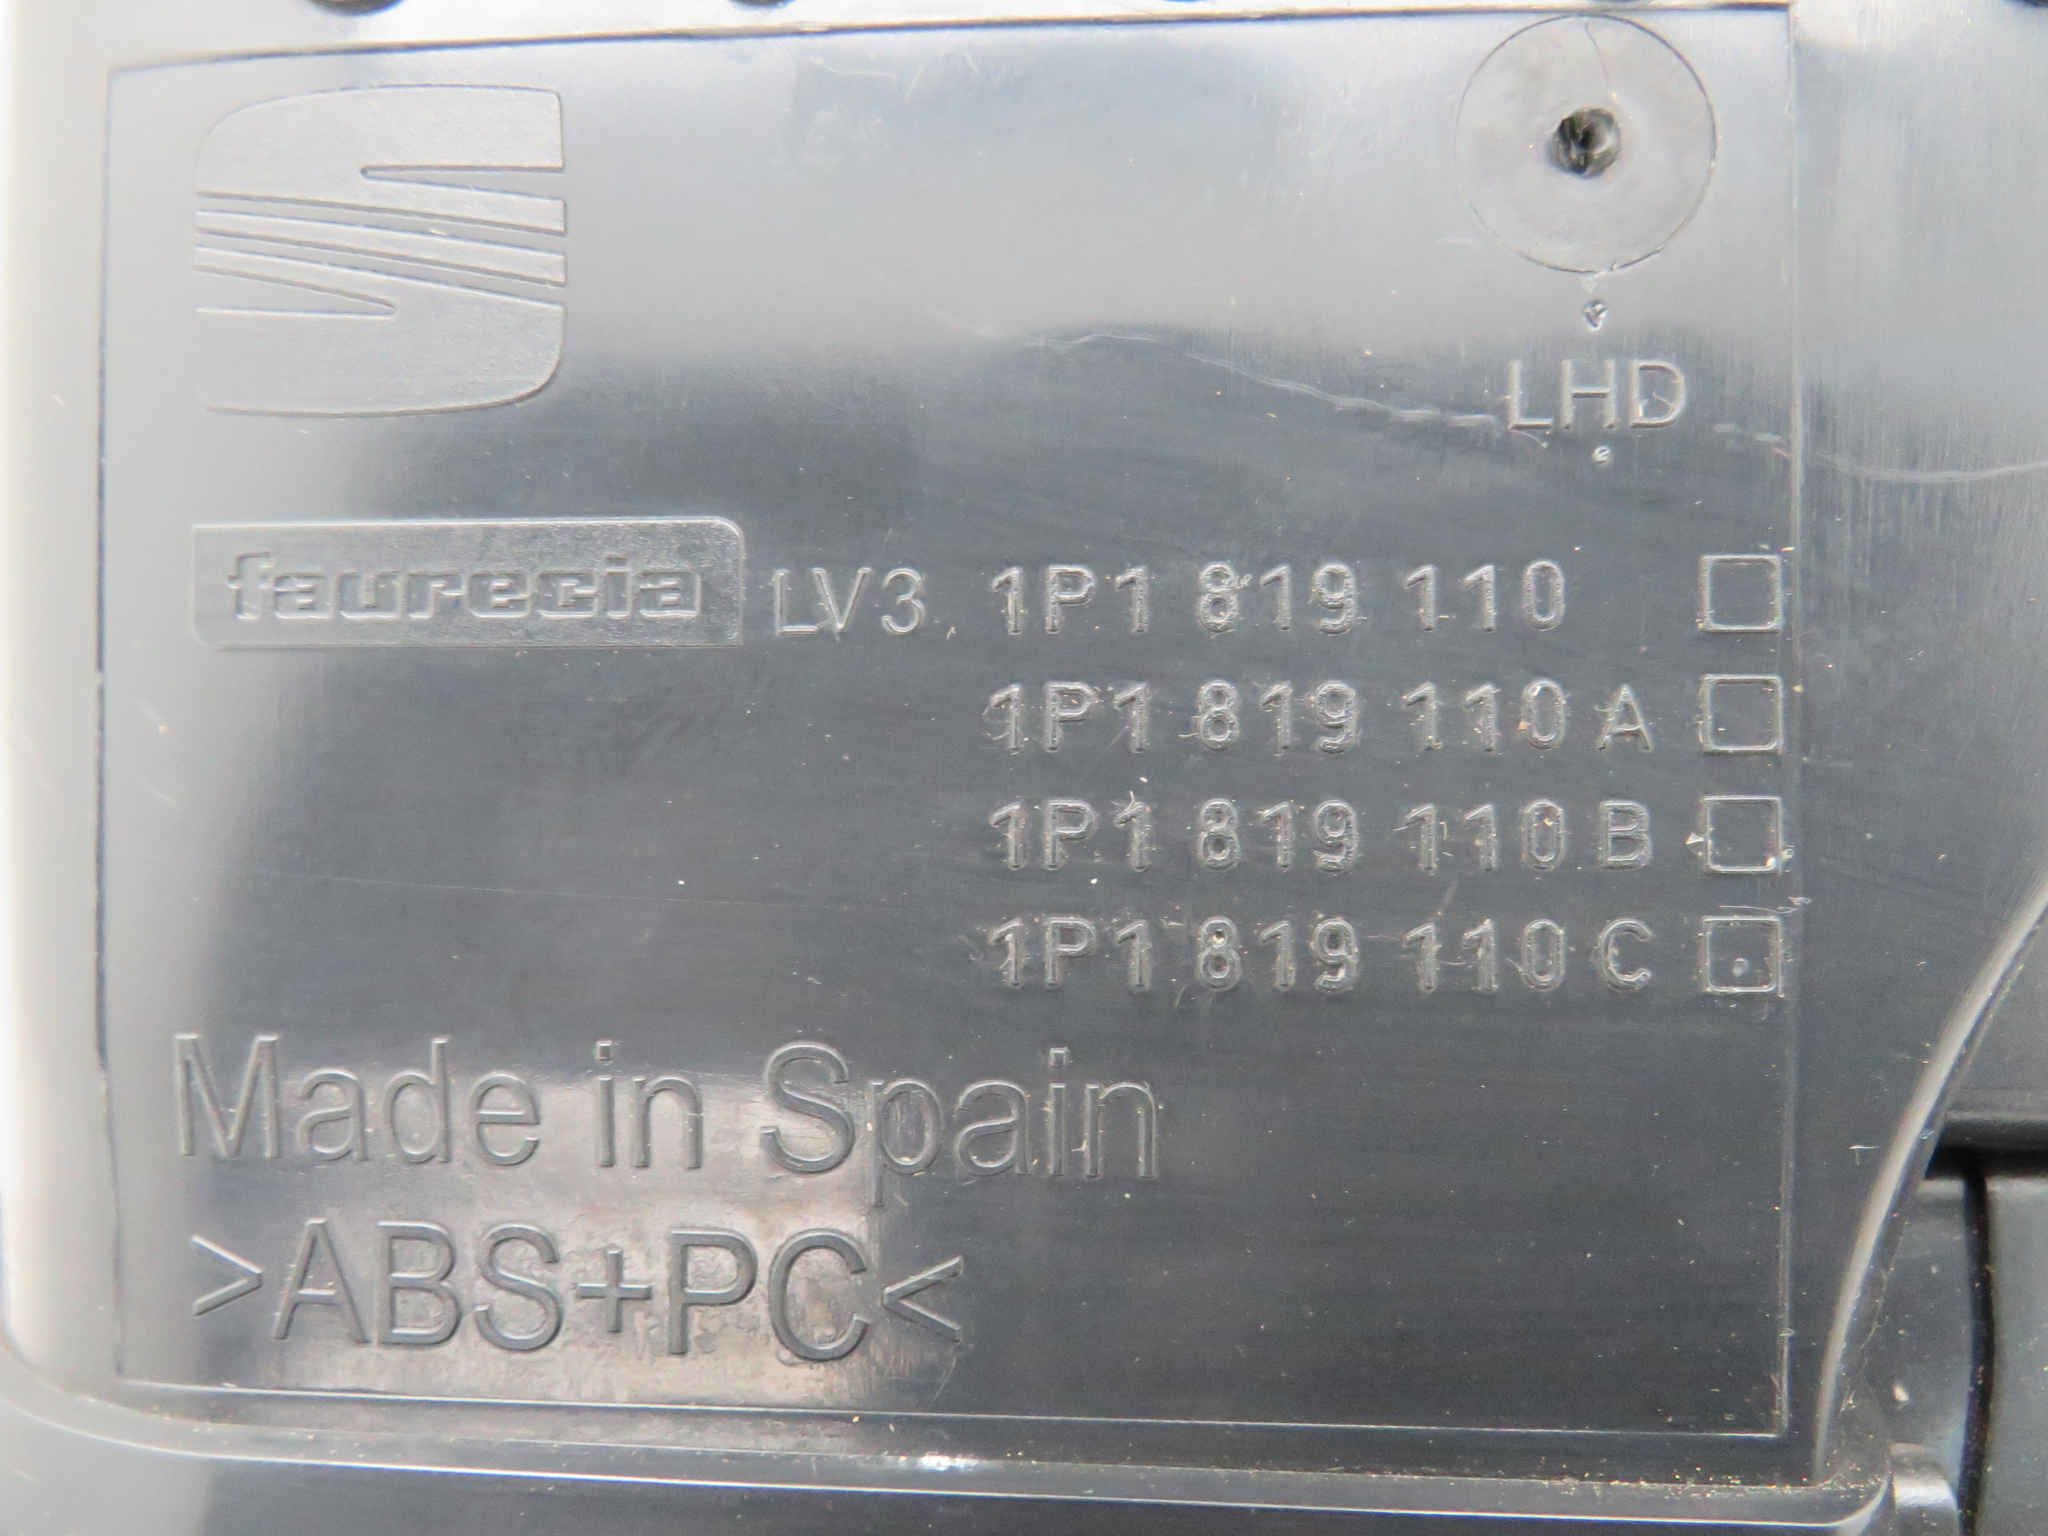 LHD
faurecia LV3 1P1 819 110
1P1 819 110 A
1P1 819 110 B
1P1 819 110 C
Made in Spain
>ABS+PC<